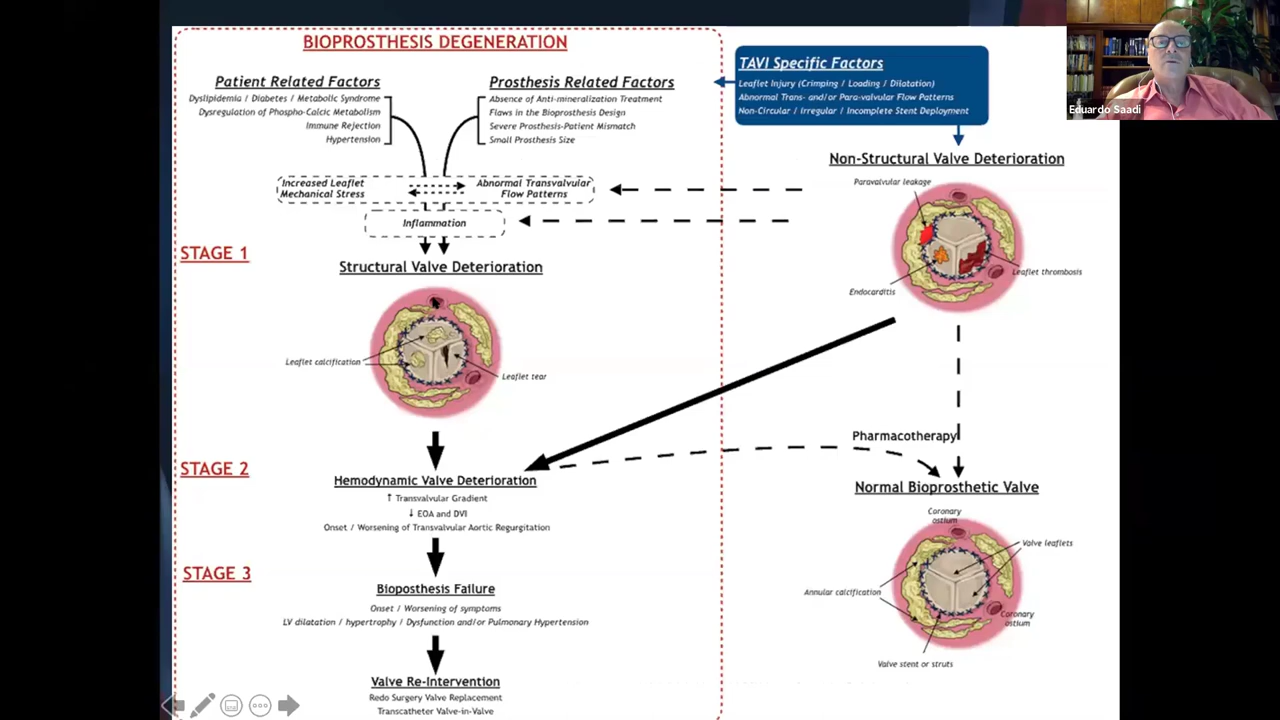 BIOPROSTHESIS DEGENERATION
Patient Related Factors
Dyslipidemia / Diabetes / Metabolic Syndrome
Dysregulation of Phospho-Calcic Metabolism
Immune Rejection
Hypertension
Prosthesis Related Factors
Absence of Anti-mineralization Treatment
Flaws in the Bioprosthesis Design
Severe Prosthesis-Patient Mismatch
Small Prosthesis Size
TAVI Specific Factors
Leaflet Injury (Crimping / Loading / Dilatation)
Abnormal Trans- and/or Para-valvular Flow Patterns
Non-Circular / Irregular / Incomplete Stent Deployment
Eduardo Saadi
Increased Leaflet
Mechanical Stress
Abnormal Transvalvular
Flow Patterns
Inflammation
Non-Structural Valve Deterioration
Paravalvular leakage
Leaflet thrombosis
Endocarditis
STAGE 1
Structural Valve Deterioration
Leaflet calcification
Leaflet tear
Pharmacotherapy
STAGE 2
Hemodynamic Valve Deterioration
↑ Transvalvular Gradient
↓ EOA and DVI
Onset / Worsening of Transvalvular Aortic Regurgitation
Normal Bioprosthetic Valve
Coronary
ostium
Valve leaflets
Annular calcification
Coronary
ostium
Valve stent or struts
STAGE 3
Bioposthesis Failure
Onset / Worsening of symptoms
LV dilatation / hypertrophy / Dysfunction and/or Pulmonary Hypertension
Valve Re-Intervention
Redo Surgery Valve Replacement
Transcatheter Valve-in-Valve